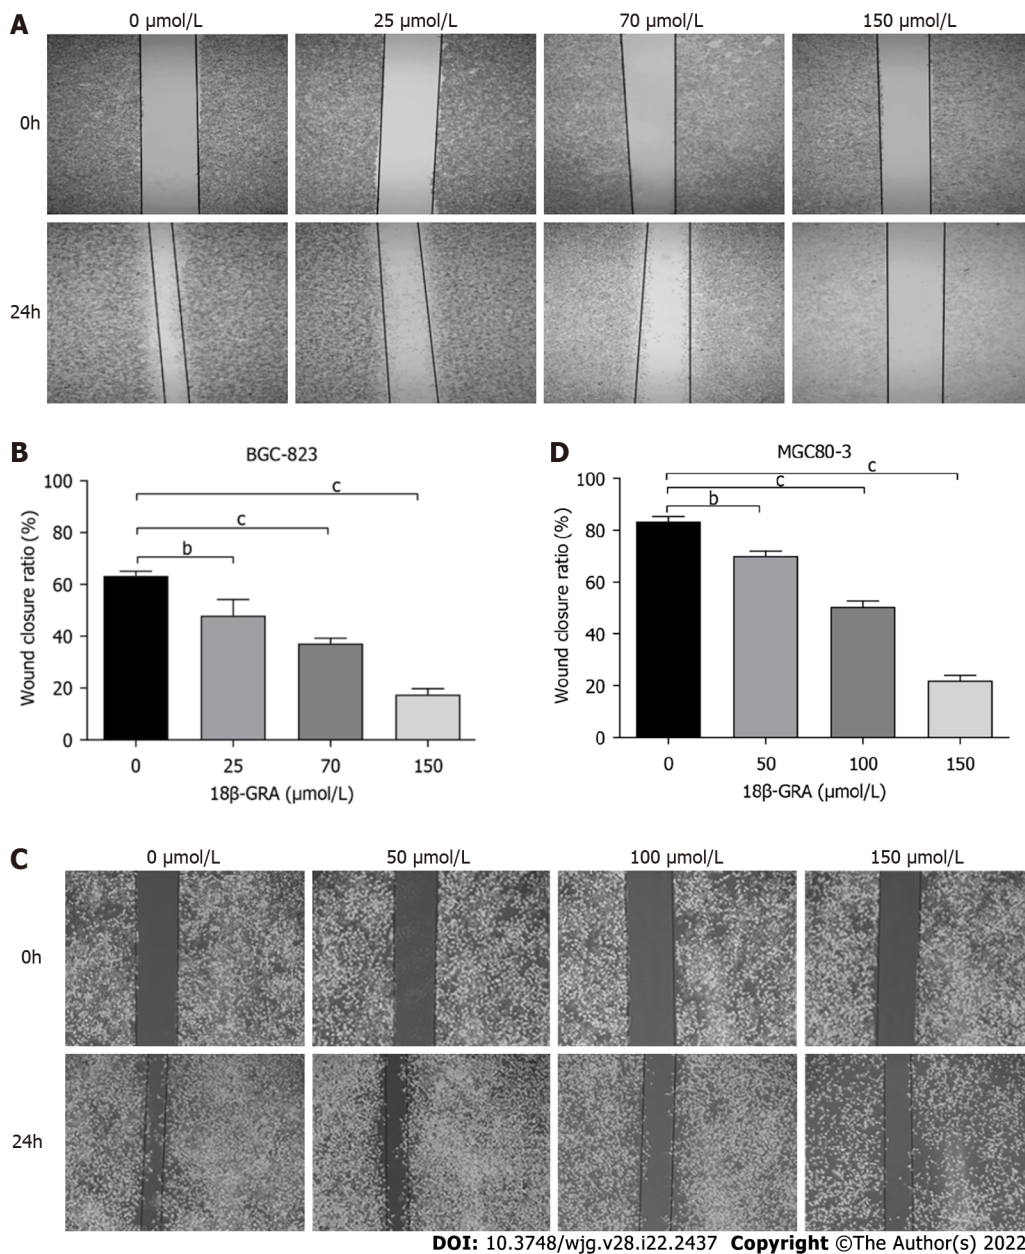 A
0 µmol/L 25 µmol/L 70 µmol/L 150 µmol/L
0h
24h
B
BGC-823
Wound closure ratio (%)
100
80
60
40
20
0
c
c
b
0 25 70 150
18β-GRA (µmol/L)
D
MGC80-3
Wound closure ratio (%)
100
80
60
40
20
0
c
c
b
0 50 100 150
18β-GRA (µmol/L)
C
0 µmol/L 50 µmol/L 100 µmol/L 150 µmol/L
0h
24h
DOI: 10.3748/wjg.v28.i22.2437 Copyright ©The Author(s) 2022